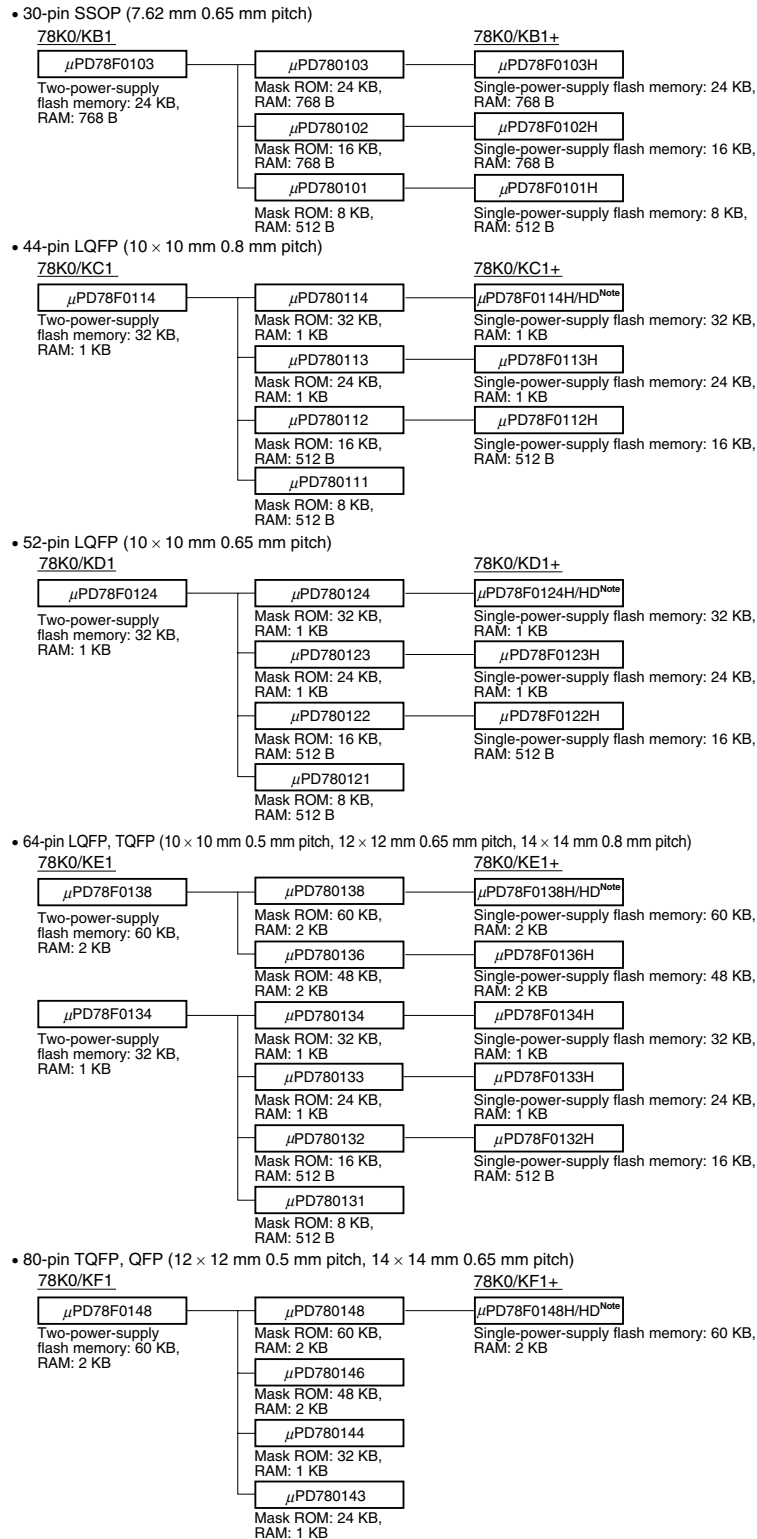 • 30-pin SSOP (7.62 mm 0.65 mm pitch)
78K0/KB1
78K0/KB1+
μPD78F0103
μPD780103
μPD78F0103H
Two-power-supply
flash memory: 24 KB,
RAM: 768 B
Mask ROM: 24 KB,
RAM: 768 B
Single-power-supply flash memory: 24 KB,
RAM: 768 B
μPD780102
μPD78F0102H
Mask ROM: 16 KB,
RAM: 768 B
Single-power-supply flash memory: 16 KB,
RAM: 768 B
μPD780101
μPD78F0101H
Mask ROM: 8 KB,
RAM: 512 B
Single-power-supply flash memory: 8 KB,
RAM: 512 B
• 44-pin LQFP (10 × 10 mm 0.8 mm pitch)
78K0/KC1
78K0/KC1+
μPD78F0114
μPD780114
μPD78F0114H/HDNote
Two-power-supply
flash memory: 32 KB,
RAM: 1 KB
Mask ROM: 32 KB,
RAM: 1 KB
Single-power-supply flash memory: 32 KB,
RAM: 1 KB
μPD780113
μPD78F0113H
Mask ROM: 24 KB,
RAM: 1 KB
Single-power-supply flash memory: 24 KB,
RAM: 1 KB
μPD780112
μPD78F0112H
Mask ROM: 16 KB,
RAM: 512 B
Single-power-supply flash memory: 16 KB,
RAM: 512 B
μPD780111
Mask ROM: 8 KB,
RAM: 512 B
• 52-pin LQFP (10 × 10 mm 0.65 mm pitch)
78K0/KD1
78K0/KD1+
μPD78F0124
μPD780124
μPD78F0124H/HDNote
Two-power-supply
flash memory: 32 KB,
RAM: 1 KB
Mask ROM: 32 KB,
RAM: 1 KB
Single-power-supply flash memory: 32 KB,
RAM: 1 KB
μPD780123
μPD78F0123H
Mask ROM: 24 KB,
RAM: 1 KB
Single-power-supply flash memory: 24 KB,
RAM: 1 KB
μPD780122
μPD78F0122H
Mask ROM: 16 KB,
RAM: 512 B
Single-power-supply flash memory: 16 KB,
RAM: 512 B
μPD780121
Mask ROM: 8 KB,
RAM: 512 B
• 64-pin LQFP, TQFP (10 × 10 mm 0.5 mm pitch, 12 × 12 mm 0.65 mm pitch, 14 × 14 mm 0.8 mm pitch)
78K0/KE1
78K0/KE1+
μPD78F0138
μPD780138
μPD78F0138H/HDNote
Two-power-supply
flash memory: 60 KB,
RAM: 2 KB
Mask ROM: 60 KB,
RAM: 2 KB
Single-power-supply flash memory: 60 KB,
RAM: 2 KB
μPD780136
μPD78F0136H
Mask ROM: 48 KB,
RAM: 2 KB
Single-power-supply flash memory: 48 KB,
RAM: 2 KB
μPD78F0134
μPD780134
μPD78F0134H
Two-power-supply
flash memory: 32 KB,
RAM: 1 KB
Mask ROM: 32 KB,
RAM: 1 KB
Single-power-supply flash memory: 32 KB,
RAM: 1 KB
μPD780133
μPD78F0133H
Mask ROM: 24 KB,
RAM: 1 KB
Single-power-supply flash memory: 24 KB,
RAM: 1 KB
μPD780132
μPD78F0132H
Mask ROM: 16 KB,
RAM: 512 B
Single-power-supply flash memory: 16 KB,
RAM: 512 B
μPD780131
Mask ROM: 8 KB,
RAM: 512 B
• 80-pin TQFP, QFP (12 × 12 mm 0.5 mm pitch, 14 × 14 mm 0.65 mm pitch)
78K0/KF1
78K0/KF1+
μPD78F0148
μPD780148
μPD78F0148H/HDNote
Two-power-supply
flash memory: 60 KB,
RAM: 2 KB
Mask ROM: 60 KB,
RAM: 2 KB
Single-power-supply flash memory: 60 KB,
RAM: 2 KB
μPD780146
Mask ROM: 48 KB,
RAM: 2 KB
μPD780144
Mask ROM: 32 KB,
RAM: 1 KB
μPD780143
Mask ROM: 24 KB,
RAM: 1 KB